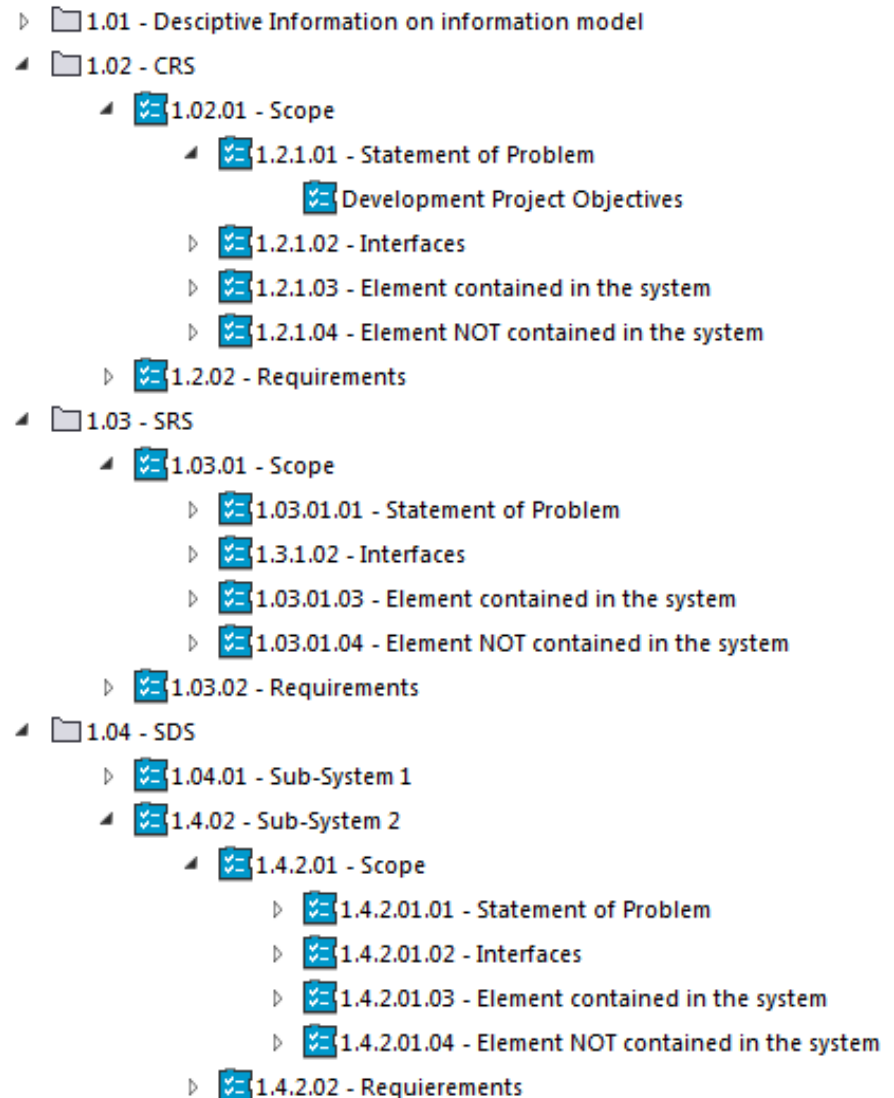 1.01 - Desciptive Information on information model
1.02 - CRS
1.02.01 - Scope
1.2.1.01 - Statement of Problem
Development Project Objectives
1.2.1.02 - Interfaces
1.2.1.03 - Element contained in the system
1.2.1.04 - Element NOT contained in the system
1.2.02 - Requirements
1.03 - SRS
1.03.01 - Scope
1.03.01.01 - Statement of Problem
1.3.1.02 - Interfaces
1.03.01.03 - Element contained in the system
1.03.01.04 - Element NOT contained in the system
1.03.02 - Requirements
1.04 - SDS
1.04.01 - Sub-System 1
1.4.02 - Sub-System 2
1.4.2.01 - Scope
1.4.2.01.01 - Statement of Problem
1.4.2.01.02 - Interfaces
1.4.2.01.03 - Element contained in the system
1.4.2.01.04 - Element NOT contained in the system
1.4.2.02 - Requierements